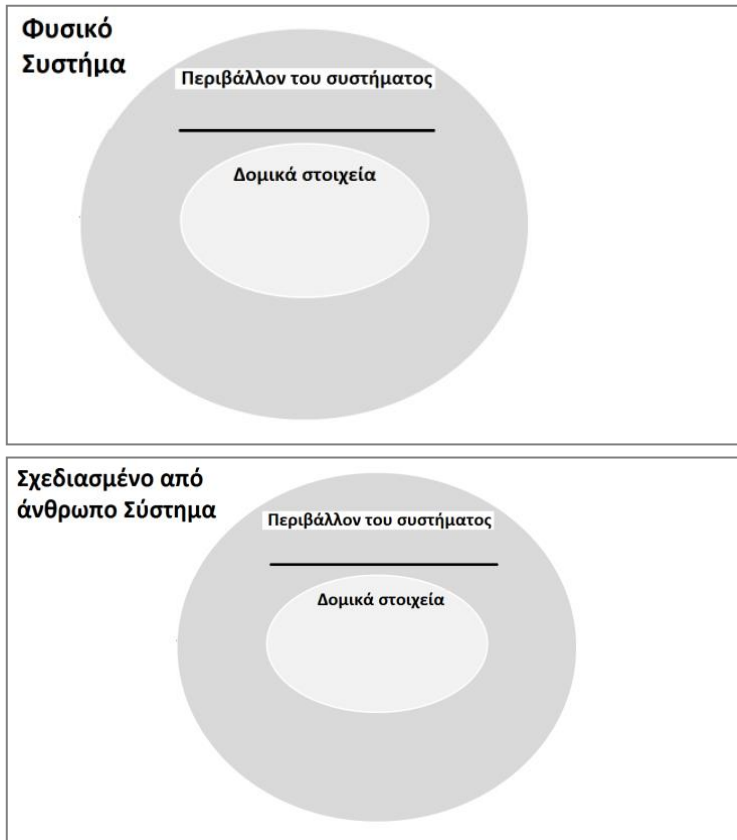 Φυσικό
Συστήμα
Περιβάλλον του συστήματος
Δομικά στοιχεία
Σχεδιασμένο από
άνθρωπο Σύστημα
Περιβάλλον του συστήματος
Δομικά στοιχεία